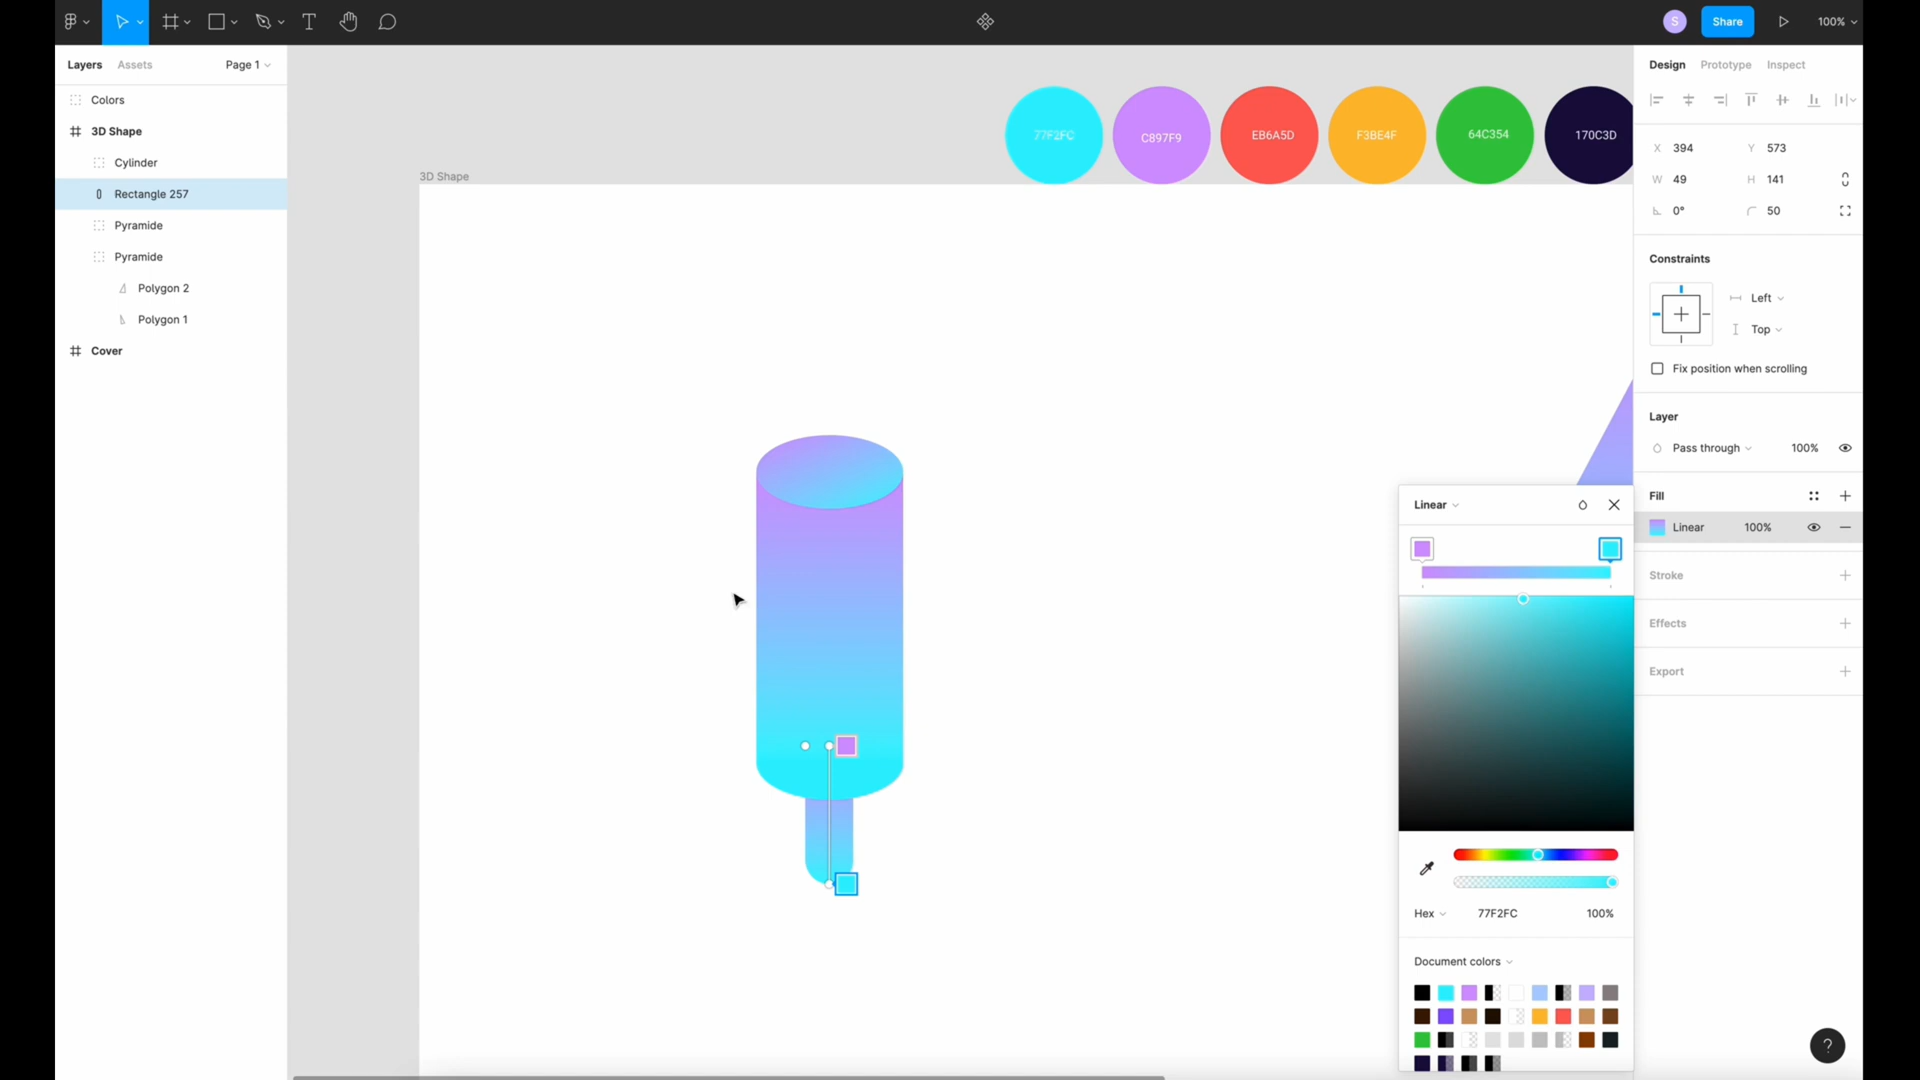 S
Share
100%
Layers
Assets
Page 1
Colors
3D Shape
Cylinder
Rectangle 257
Pyramide
Pyramide
Polygon 2
Polygon 1
Cover
3D Shape
77F2FC
C897F9
EB6A5D
F3BE4F
64C354
170C3D
Design
Prototype
Inspect
X 394
Y 573
W 49
H 141
0°
50
Constraints
Left
Top
Fix position when scrolling
Layer
Pass through
100%
Fill
Linear
100%
Stroke
Effects
Export
Linear
Hex
77F2FC
100%
Document colors
?